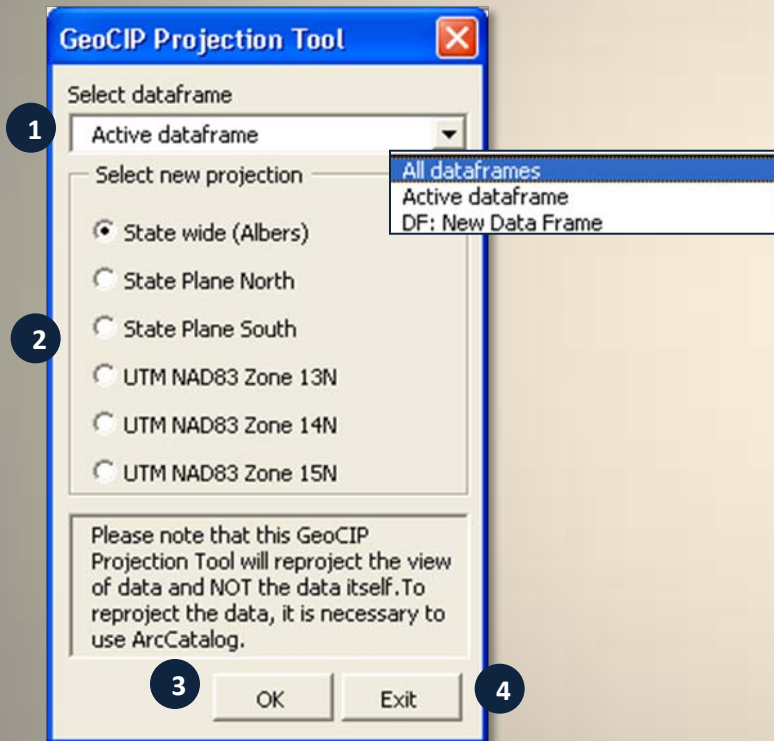 GeoCIP Projection Tool
Select dataframe
1
Active dataframe
All dataframes
Active dataframe
DF: New Data Frame
Select new projection
State wide (Albers)
State Plane North
2
State Plane South
UTM NAD83 Zone 13N
UTM NAD83 Zone 14N
UTM NAD83 Zone 15N
Please note that this GeoCIP
Projection Tool will reproject the view
of data and NOT the data itself.To
reproject the data, it is necessary to
use ArcCatalog.
3
OK
Exit
4